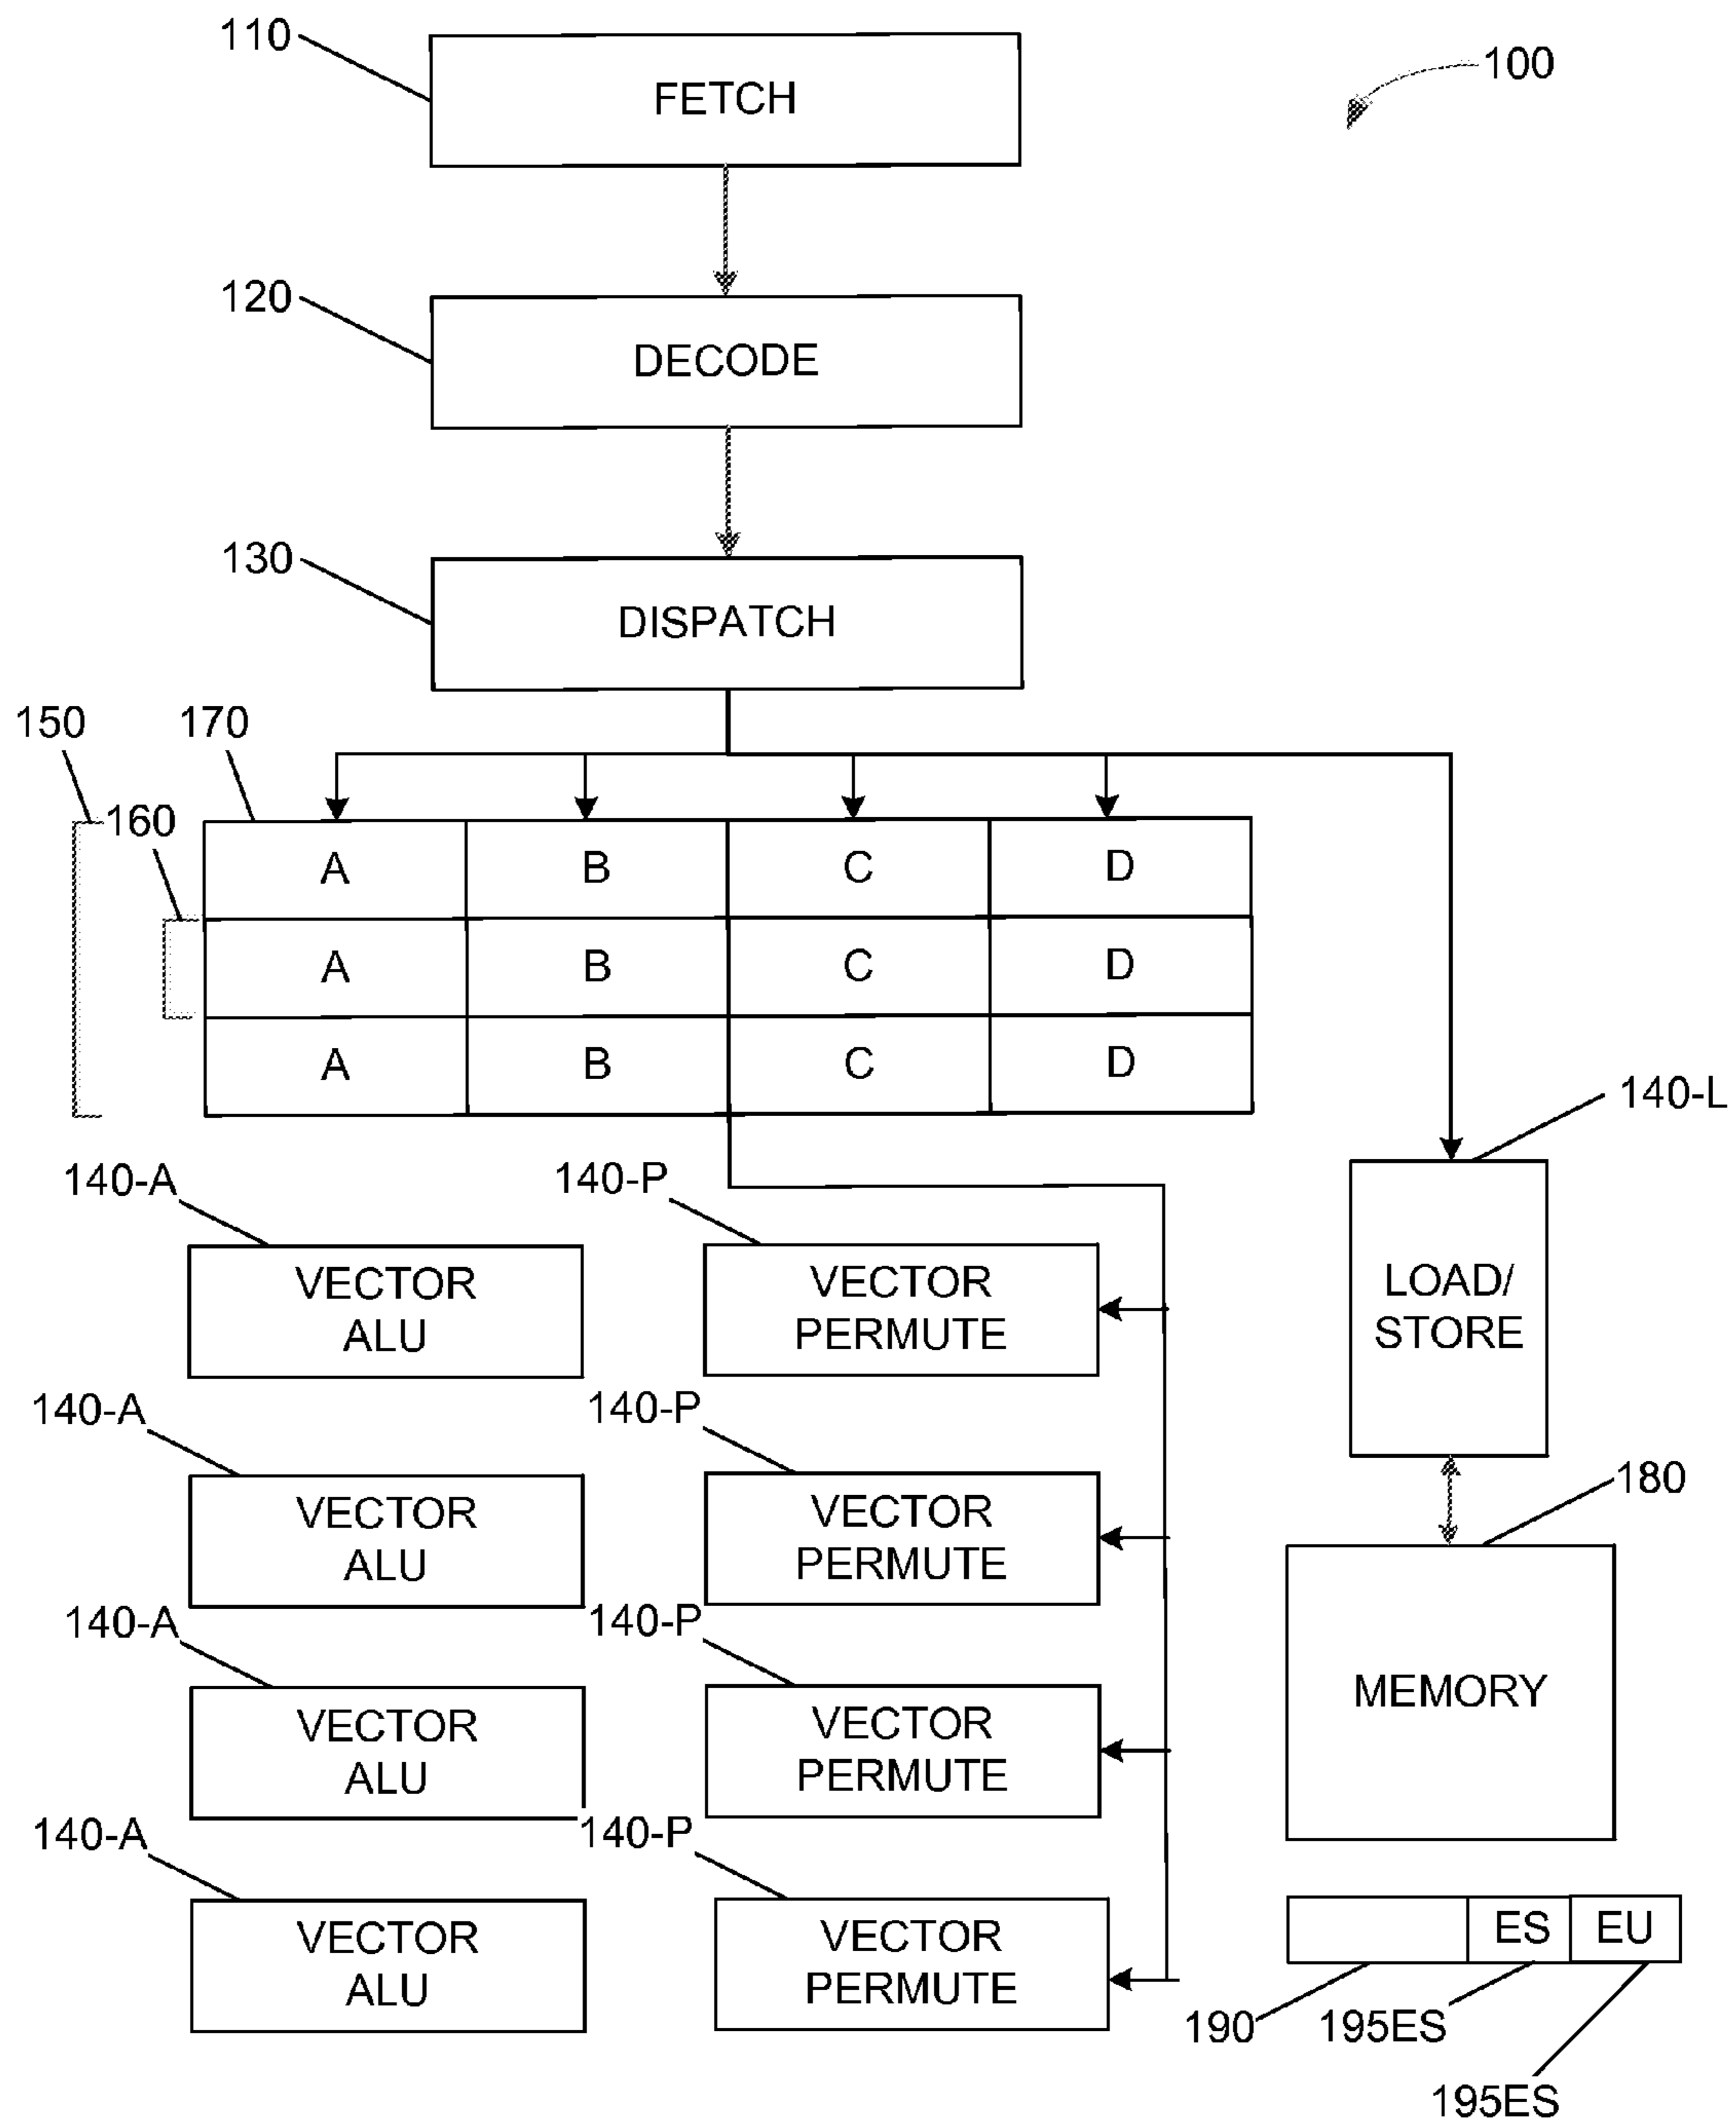 110
FETCH
100
120
DECODE
130
DISPATCH
150
170
160
A B C D
A B C D
A B C D
140-L
140-A
140-P
VECTOR
ALU
VECTOR
PERMUTE
LOAD/
STORE
140-A
140-P
VECTOR
ALU
VECTOR
PERMUTE
180
140-A
140-P
VECTOR
ALU
VECTOR
PERMUTE
MEMORY
140-A
140-P
VECTOR
ALU
VECTOR
PERMUTE
ES EU
190
195ES
195ES